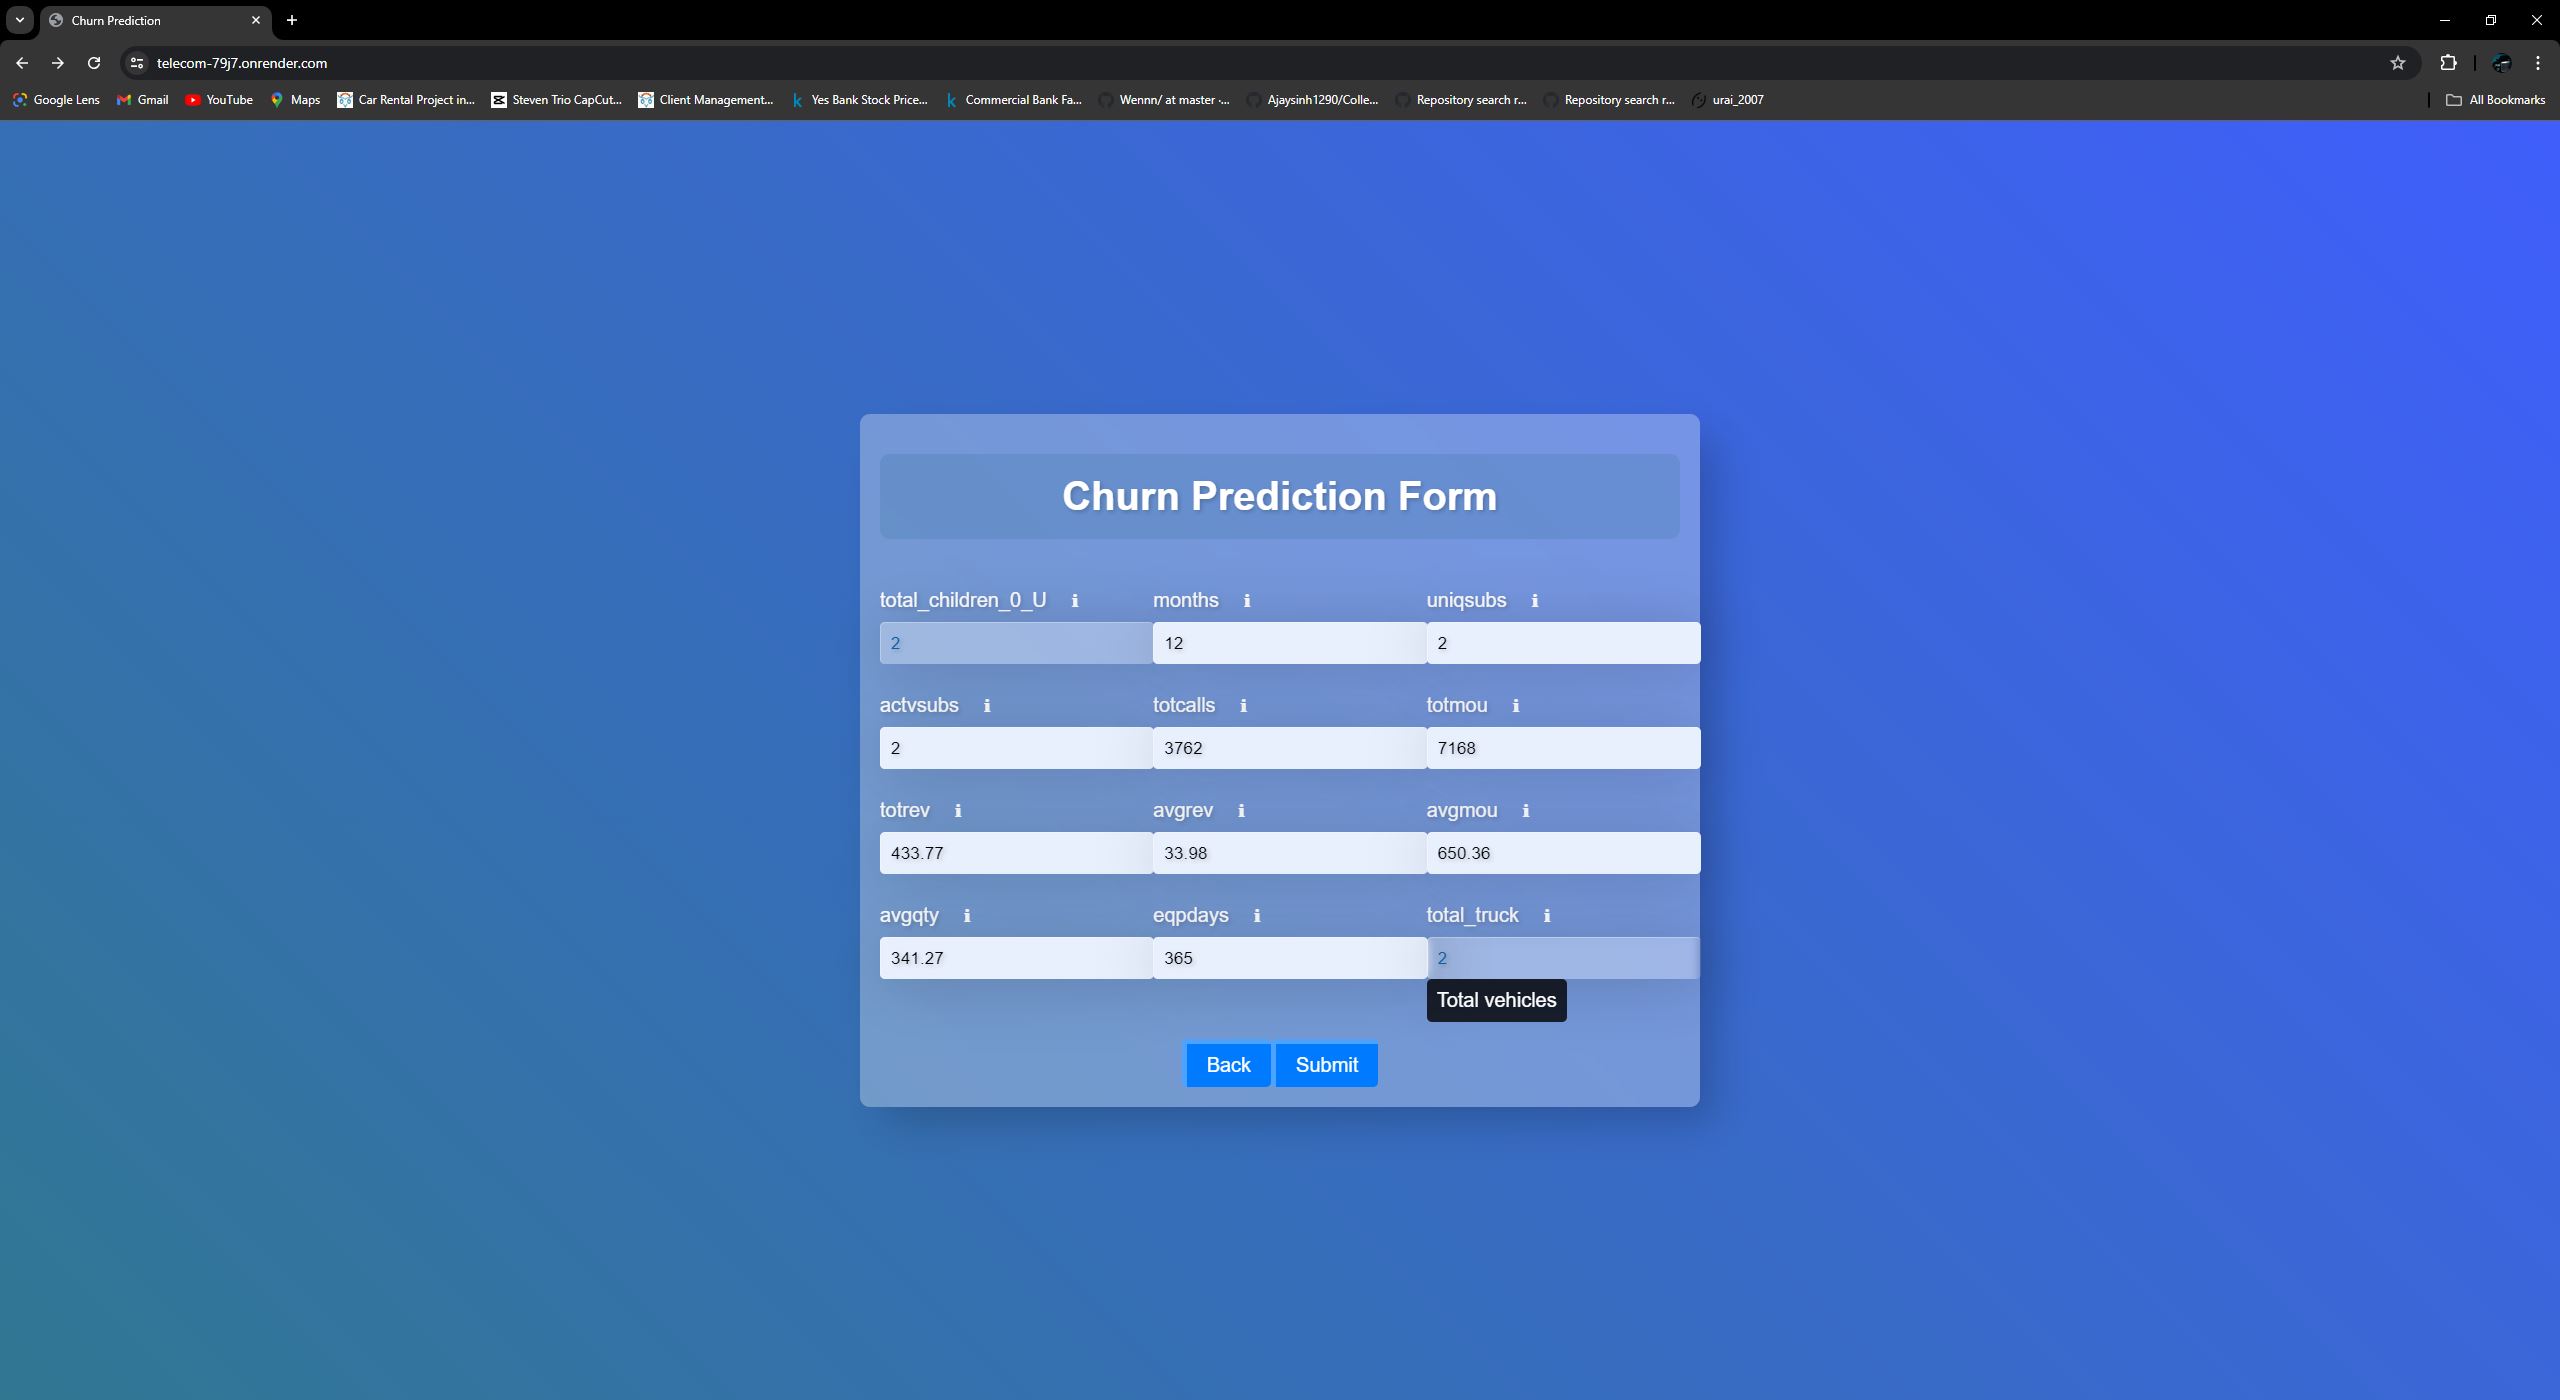 Churn Prediction
telecom-79j7.onrender.com
Google Lens Gmail YouTube Maps Car Rental Project in... Steven Trio CapCut... Client Management... Yes Bank Stock Price... Commercial Bank Fa... Wennn/ at master ·... Ajaysinh1290/Colle... Repository search r... Repository search r... urai_2007 All Bookmarks
Churn Prediction Form
total_children_0_U ℹ months ℹ uniqsubs ℹ
2 12 2
actvsubs ℹ totcalls ℹ totmou ℹ
2 3762 7168
totrev ℹ avgrev ℹ avgmou ℹ
433.77 33.98 650.36
avgqty ℹ eqpdays ℹ total_truck ℹ
341.27 365 2
Total vehicles
Back Submit